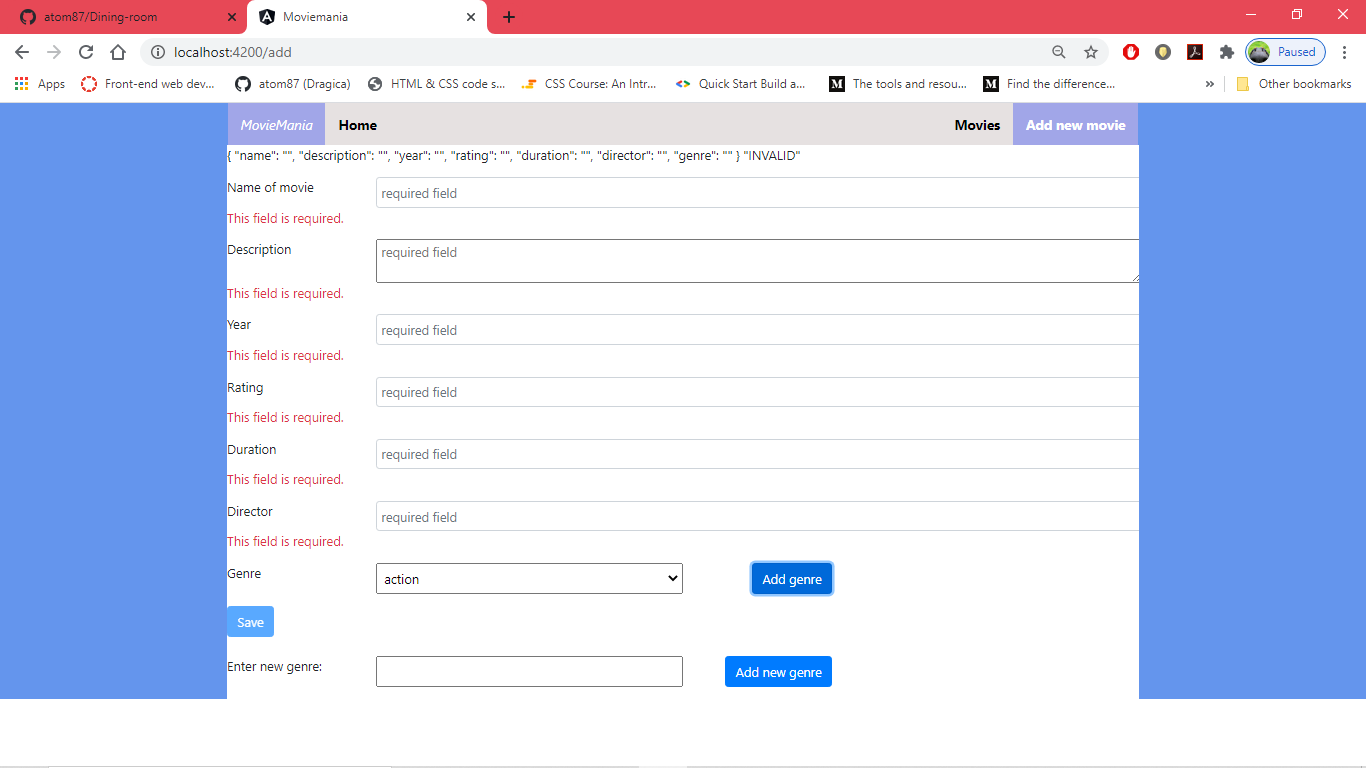 atom87/Dining-room
Moviemania
localhost:4200/add
Paused
Apps
Front-end web dev...
atom87 (Dragica)
HTML & CSS code s...
CSS Course: An Intr...
Quick Start Build a...
The tools and resou...
Find the difference...
»
Other bookmarks
MovieMania
Home
Movies
Add new movie
{ "name": "", "description": "", "year": "", "rating": "", "duration": "", "director": "", "genre": "" } "INVALID"
Name of movie
required field
This field is required.
Description
required field
This field is required.
Year
required field
This field is required.
Rating
required field
This field is required.
Duration
required field
This field is required.
Director
required field
This field is required.
Genre
action
Add genre
Save
Enter new genre:
Add new genre